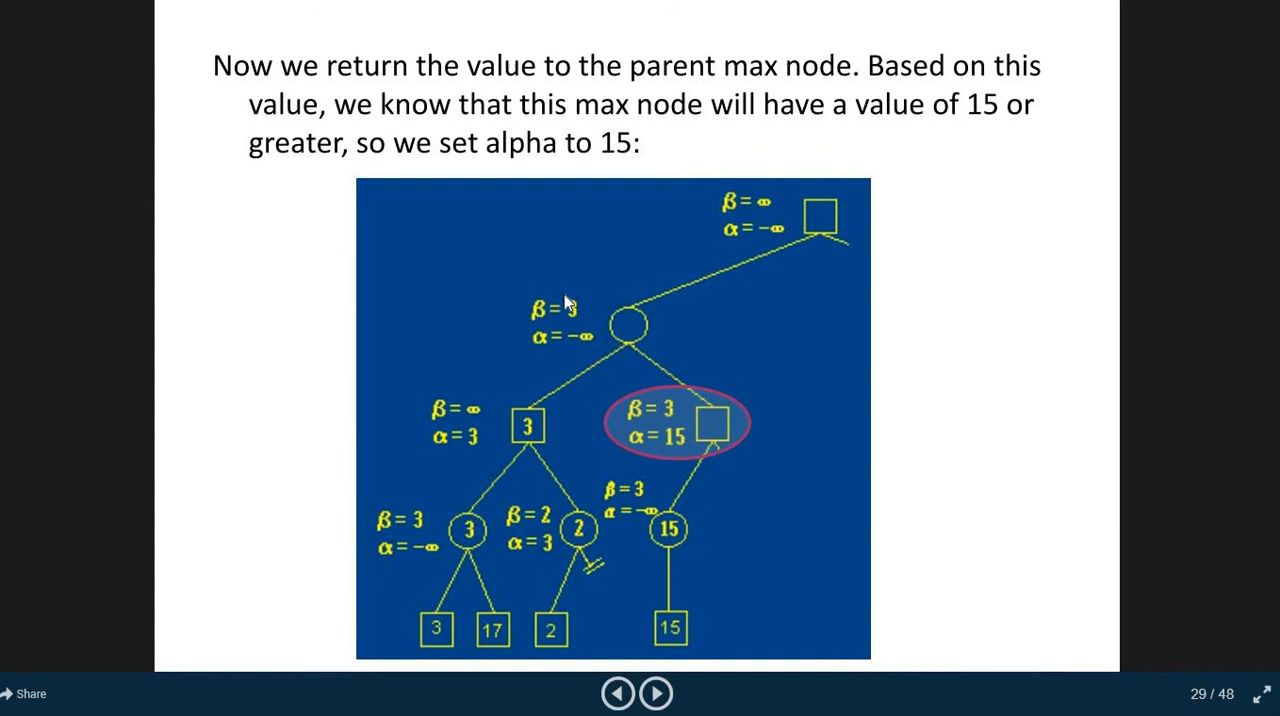 Now we return the value to the parent max node. Based on this
value, we know that this max node will have a value of 15 or
greater, so we set alpha to 15:
β = ∞
α = -∞
β = 3
α = -∞
β = ∞
α = 3
3
β = 3
α = 15
β = 3
α = -∞
3
β = 2
α = 3
2
β = 3
α = -∞
15
3
17
2
15
Share
29 / 48